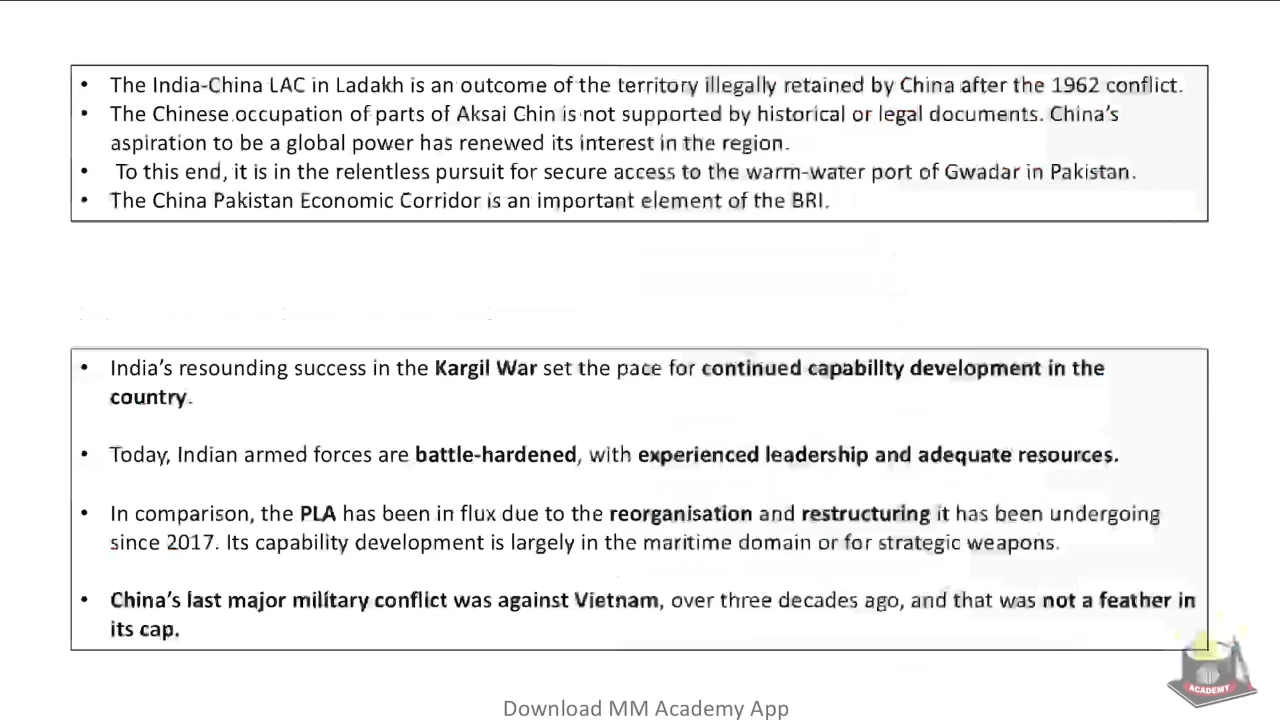 • The India-China LAC in Ladakh is an outcome of the territory illegally retained by China after the 1962 conflict.
• The Chinese occupation of parts of Aksai Chin is not supported by historical or legal documents. China's
aspiration to be a global power has renewed its interest in the region.
• To this end, it is in the relentless pursuit for secure access to the warm-water port of Gwadar in Pakistan.
• The China Pakistan Economic Corridor is an important element of the BRI.
• India's resounding success in the Kargil War set the pace for continued capability development in the
country.
• Today, Indian armed forces are battle-hardened, with experienced leadership and adequate resources.
• In comparison, the PLA has been in flux due to the reorganisation and restructuring it has been undergoing
since 2017. Its capability development is largely in the maritime domain or for strategic weapons.
• China's last major military conflict was against Vietnam, over three decades ago, and that was not a feather in
its cap.
ACADEMY
Download MM Academy App